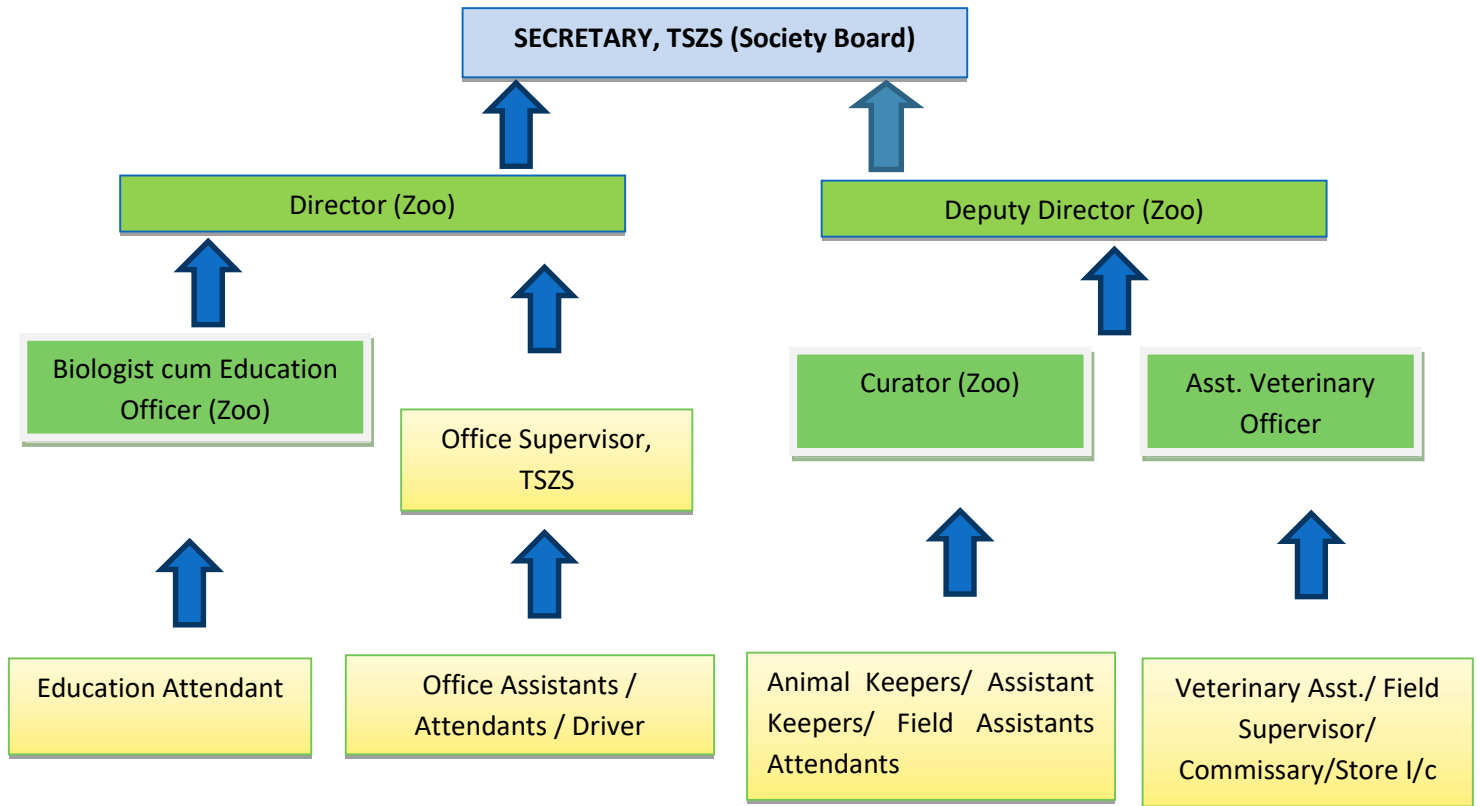 SECRETARY, TSZS (Society Board)
Director (Zoo)
Deputy Director (Zoo)
Biologist cum Education
Officer (Zoo)
Office Supervisor,
TSZS
Curator (Zoo)
Asst. Veterinary
Officer
Education Attendant
Office Assistants /
Attendants / Driver
Animal Keepers/ Assistant
Keepers/ Field Assistants
Attendants
Veterinary Asst./ Field
Supervisor/
Commissary/Store I/c